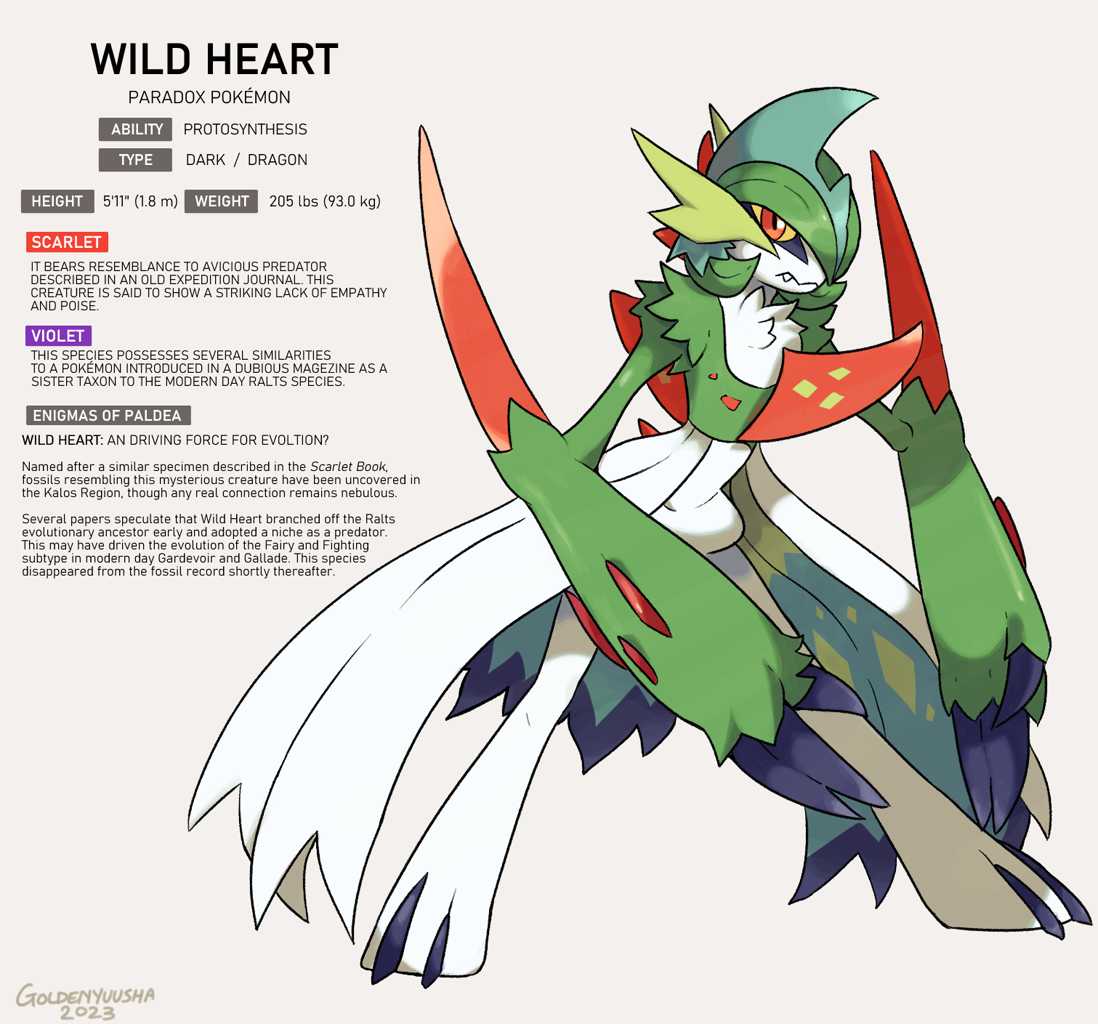 WILD HEART
PARADOX POKÉMON
ABILITY PROTOSYNTHESIS
TYPE DARK / DRAGON
HEIGHT 5'11" (1.8 m) WEIGHT 205 lbs (93.0 kg)
SCARLET
IT BEARS RESEMBLANCE TO AVICIOUS PREDATOR
DESCRIBED IN AN OLD EXPEDITION JOURNAL. THIS
CREATURE IS SAID TO SHOW A STRIKING LACK OF EMPATHY
AND POISE.
VIOLET
THIS SPECIES POSSESSES SEVERAL SIMILARITIES
TO A POKÉMON INTRODUCED IN A DUBIOUS MAGEZINE AS A
SISTER TAXON TO THE MODERN DAY RALTS SPECIES.
ENIGMAS OF PALDEA
WILD HEART: AN DRIVING FORCE FOR EVOLTION?
Named after a similar specimen described in the Scarlet Book,
fossils resembling this mysterious creature have been uncovered in
the Kalos Region, though any real connection remains nebulous.
Several papers speculate that Wild Heart branched off the Ralts
evolutionary ancestor early and adopted a niche as a predator.
This may have driven the evolution of the Fairy and Fighting
subtype in modern day Gardevoir and Gallade. This species
disappeared from the fossil record shortly thereafter.
GOLDENYUUSHA
2023